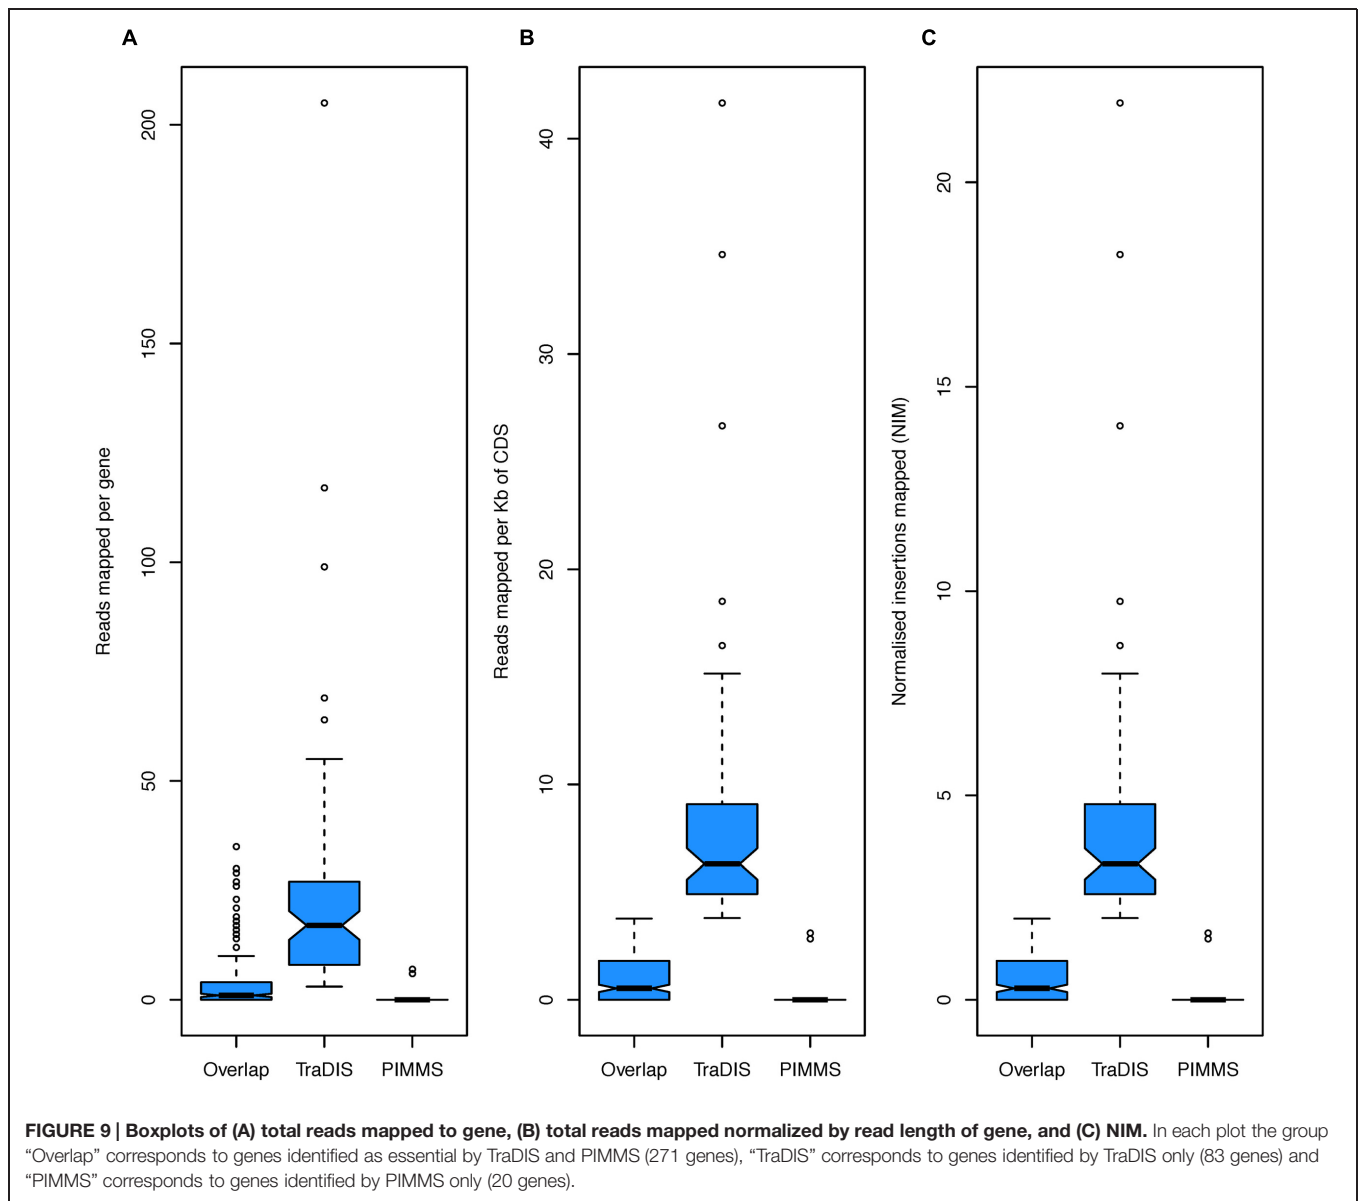 A
B
C
Reads mapped per gene
0
50
100
150
200
Overlap
TraDIS
PIMMS
Reads mapped per Kb of CDS
0
10
20
30
40
Overlap
TraDIS
PIMMS
Normalised insertions mapped (NIM)
0
5
10
15
20
Overlap
TraDIS
PIMMS
FIGURE 9 | Boxplots of (A) total reads mapped to gene, (B) total reads mapped normalized by read length of gene, and (C) NIM. In each plot the group
“Overlap” corresponds to genes identified as essential by TraDIS and PIMMS (271 genes), “TraDIS” corresponds to genes identified by TraDIS only (83 genes) and
“PIMMS” corresponds to genes identified by PIMMS only (20 genes).